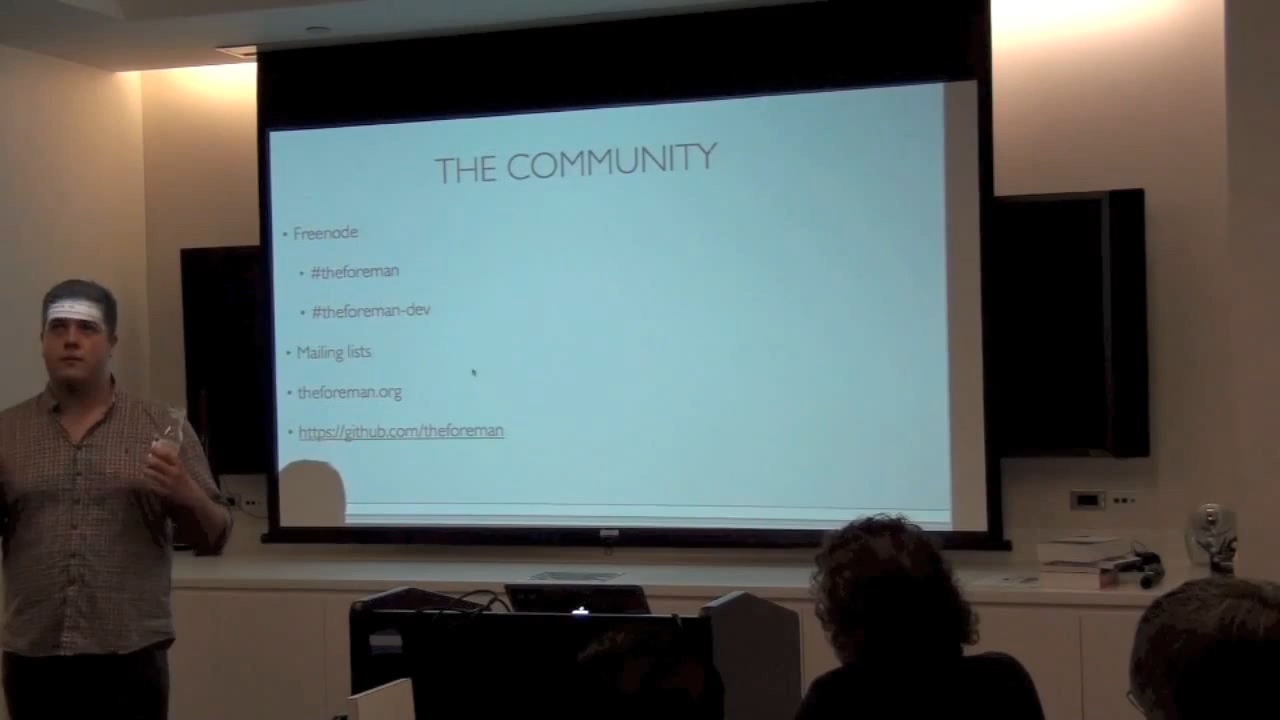 THE COMMUNITY
• Freenode
• #theforeman
• #theforeman-dev
• Mailing lists
• theforeman.org
• https://github.com/theforeman